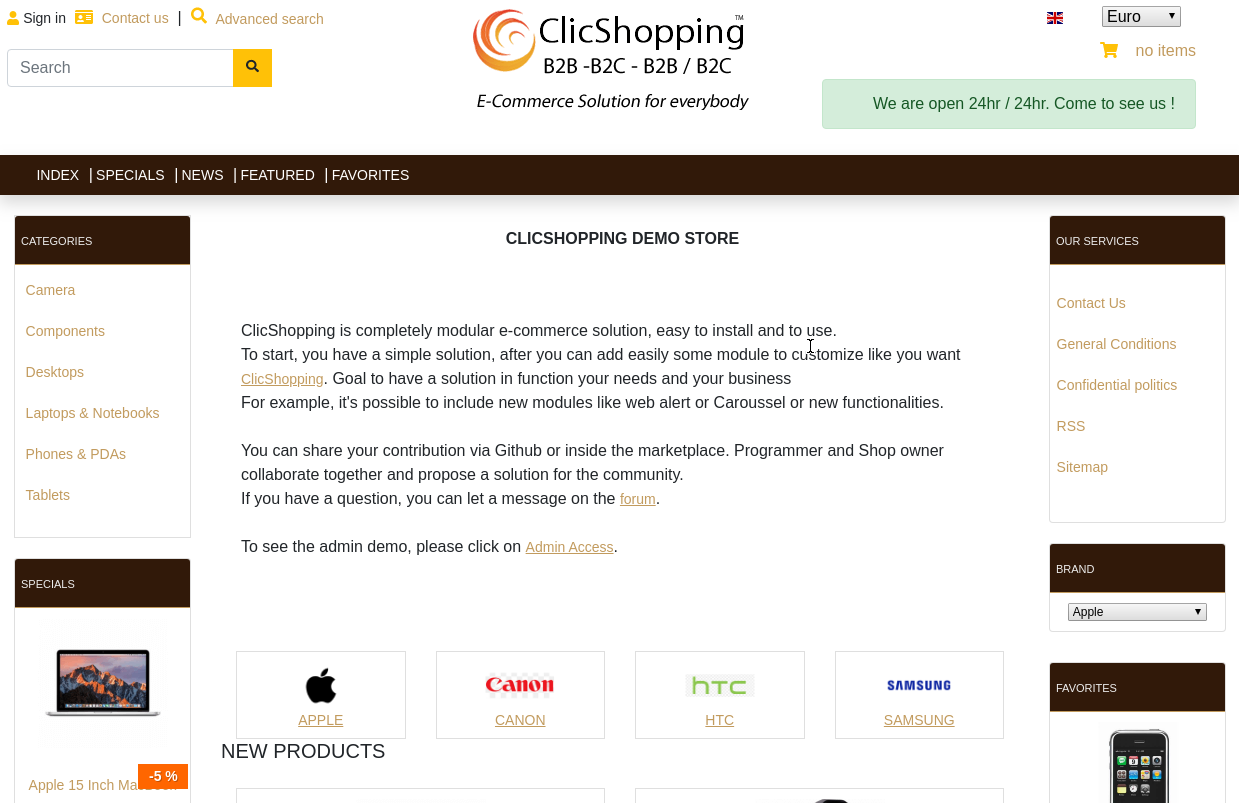 Sign in Contact us | Advanced search
Search
ClicShopping™
B2B -B2C - B2B / B2C
E-Commerce Solution for everybody
Euro
no items
We are open 24hr / 24hr. Come to see us !
INDEX | SPECIALS | NEWS | FEATURED | FAVORITES
CATEGORIES
Camera
Components
Desktops
Laptops & Notebooks
Phones & PDAs
Tablets
SPECIALS
-5 %
Apple 15 Inch
CLICSHOPPING DEMO STORE
ClicShopping is completely modular e-commerce solution, easy to install and to use.
To start, you have a simple solution, after you can add easily some module to customize like you want
ClicShopping. Goal to have a solution in function your needs and your business
For example, it's possible to include new modules like web alert or Caroussel or new functionalities.
You can share your contribution via Github or inside the marketplace. Programmer and Shop owner
collaborate together and propose a solution for the community.
If you have a question, you can let a message on the forum.
To see the admin demo, please click on Admin Access.
APPLE
Canon
CANON
hTC
HTC
SAMSUNG
SAMSUNG
NEW PRODUCTS
OUR SERVICES
Contact Us
General Conditions
Confidential politics
RSS
Sitemap
BRAND
Apple
FAVORITES